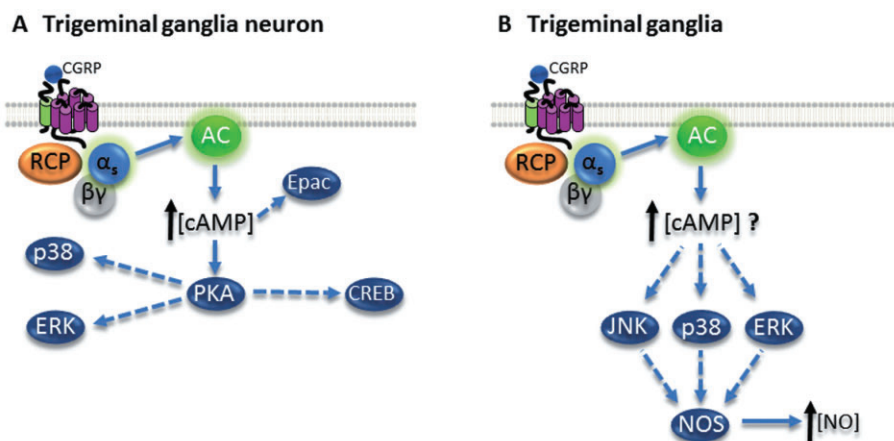 A Trigeminal ganglia neuron
CGRP
AC
RCP
αs
βγ
Epac
[cAMP]
p38
PKA
CREB
ERK
B Trigeminal ganglia
CGRP
AC
RCP
αs
βγ
[cAMP] ?
JNK p38 ERK
NOS [NO]